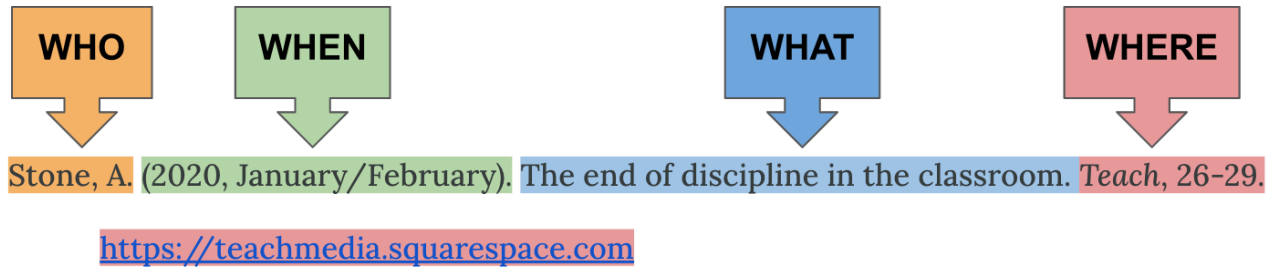 WHO WHEN WHAT WHERE
Stone, A. (2020, January/February). The end of discipline in the classroom. Teach, 26-29.
https://teachmedia.squarespace.com